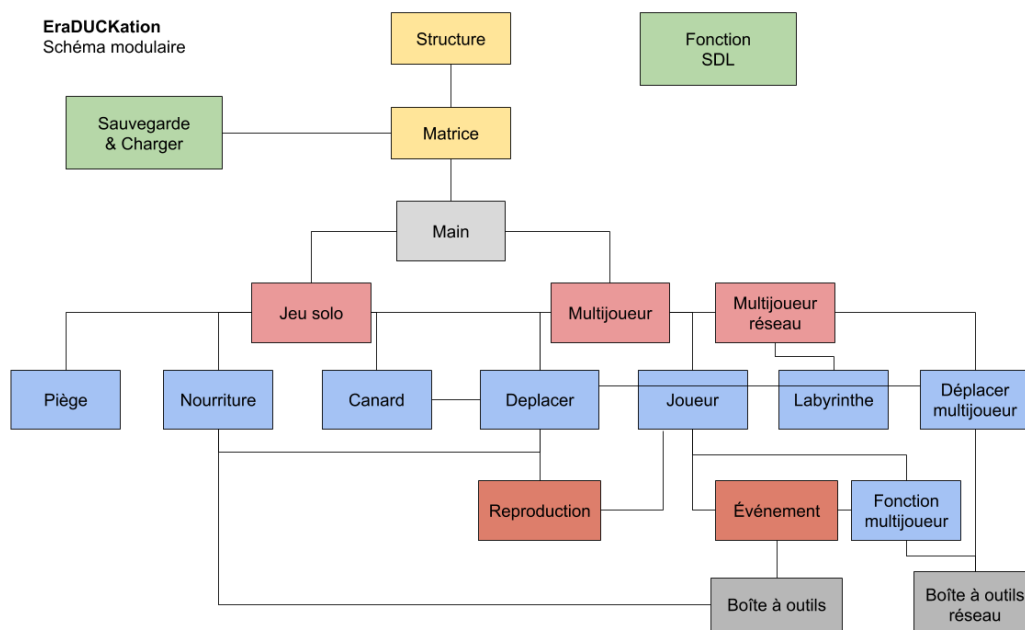 EraDUCKation
Schéma modulaire
Structure
Fonction
SDL
Sauvegarde
& Charger
Matrice
Main
Jeu solo
Multijoueur
Multijoueur
réseau
Piège
Nourriture
Canard
Deplacer
Joueur
Labyrinthe
Déplacer
multijoueur
Reproduction
Événement
Fonction
multijoueur
Boîte à outils
Boîte à outils
réseau